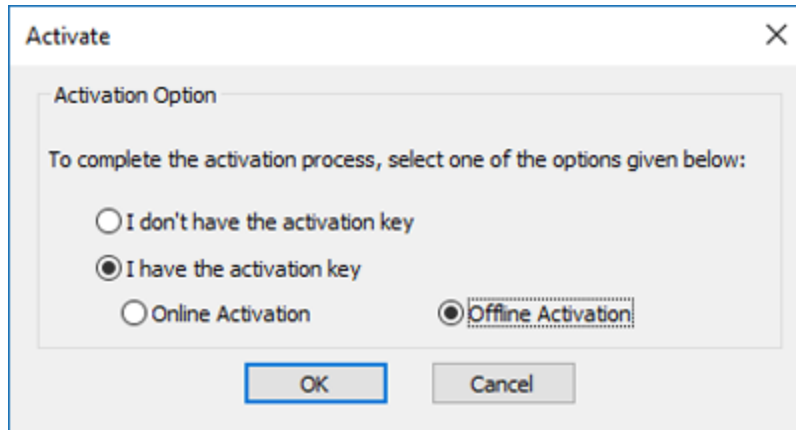 Activate
Activation Option
To complete the activation process, select one of the options given below:
I don't have the activation key
I have the activation key
Online Activation Offline Activation
OK Cancel